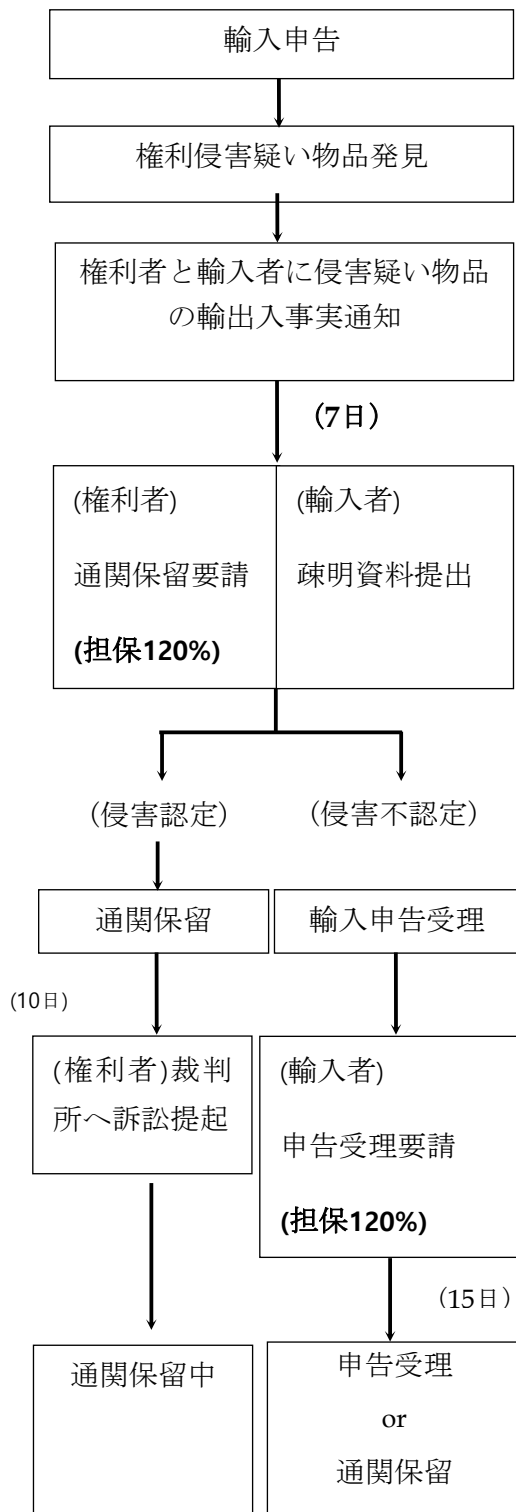 輸入申告
権利侵害疑い物品発見
権利者と輸入者に侵害疑い物品
の輸出入事実通知
（7日）
(権利者)
通関保留要請
(担保120%)
(輸入者)
疎明資料提出
（侵害認定）
（侵害不認定）
通関保留
輸入申告受理
(10日)
(権利者)裁判
所へ訴訟提起
(輸入者)
申告受理要請
(担保120%)
（15日）
通関保留中
申告受理
or
通関保留